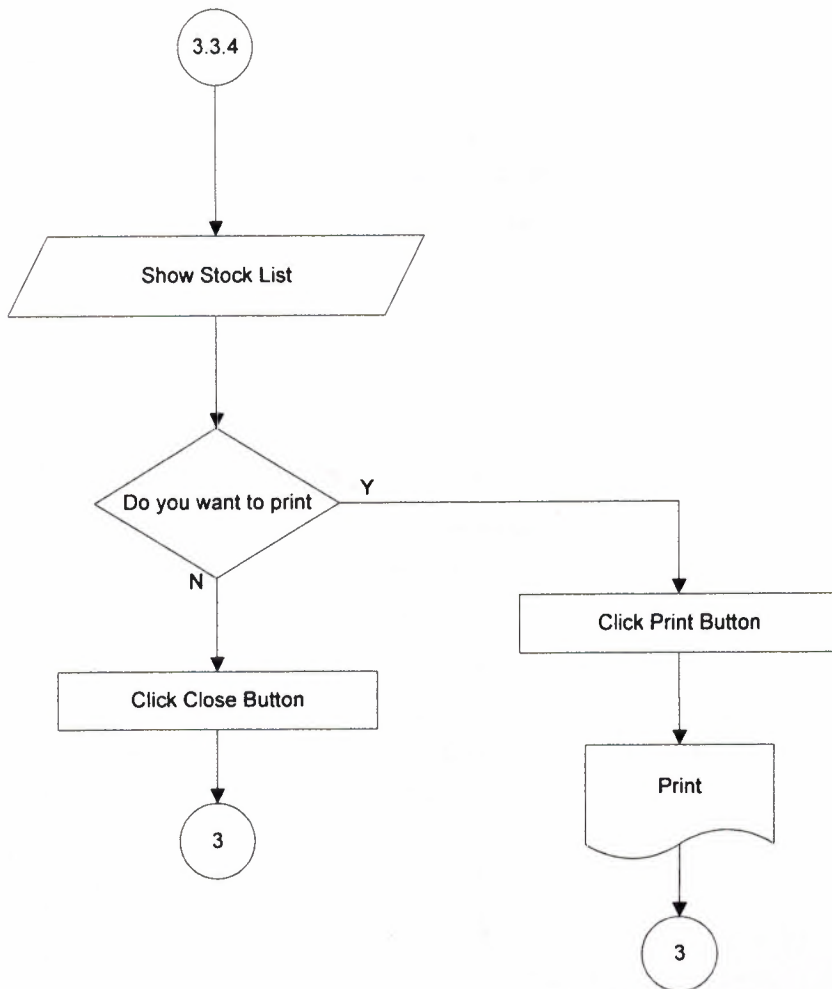 3.3.4
Show Stock List
Do you want to print
Y
N
Click Print Button
Click Close Button
Print
3
3